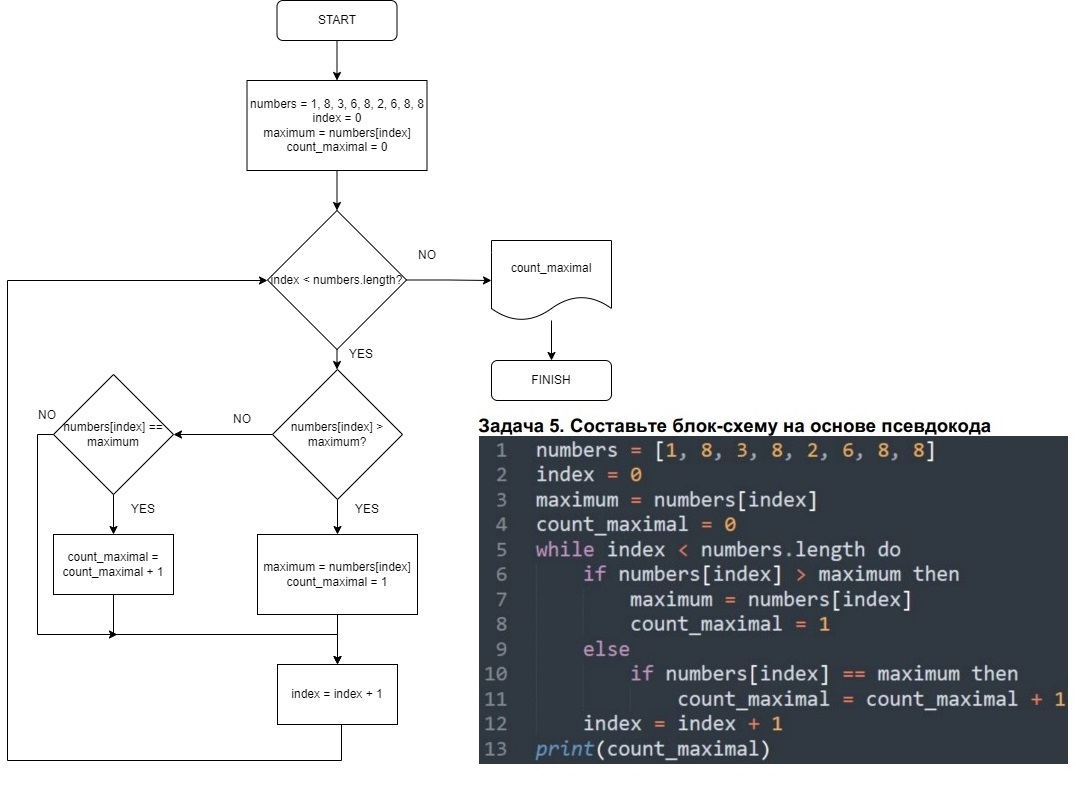 START
numbers = 1, 8, 3, 6, 8, 2, 6, 8, 8
index = 0
maximum = numbers[index]
count_maximal = 0
index < numbers.length?
NO
count_maximal
YES
FINISH
numbers[index] >
maximum?
NO
numbers[index] ==
maximum
NO
YES
YES
count_maximal =
count_maximal + 1
maximum = numbers[index]
count_maximal = 1
index = index + 1
Задача 5. Составьте блок-схему на основе псевдокода
1 numbers = [1, 8, 3, 8, 2, 6, 8, 8]
2 index = 0
3 maximum = numbers[index]
4 count_maximal = 0
5 while index < numbers.length do
6 if numbers[index] > maximum then
7 maximum = numbers[index]
8 count_maximal = 1
9 else
10 if numbers[index] == maximum then
11 count_maximal = count_maximal + 1
12 index = index + 1
13 print(count_maximal)